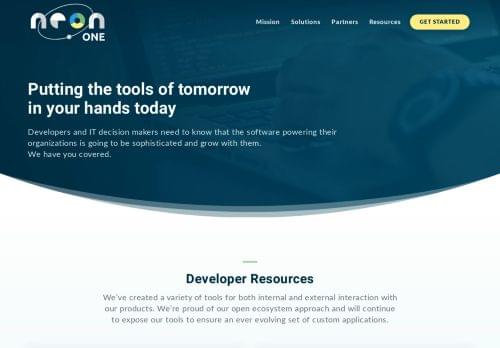 neon
ONE
Mission Solutions Partners Resources GET STARTED
Putting the tools of tomorrow
in your hands today
Developers and IT decision makers need to know that the software powering their
organizations is going to be sophisticated and grow with them.
We have you covered.
Developer Resources
We've created a variety of tools for both internal and external interaction with
our products. We're proud of our open ecosystem approach and will continue
to expose our tools to ensure an ever evolving set of custom applications.